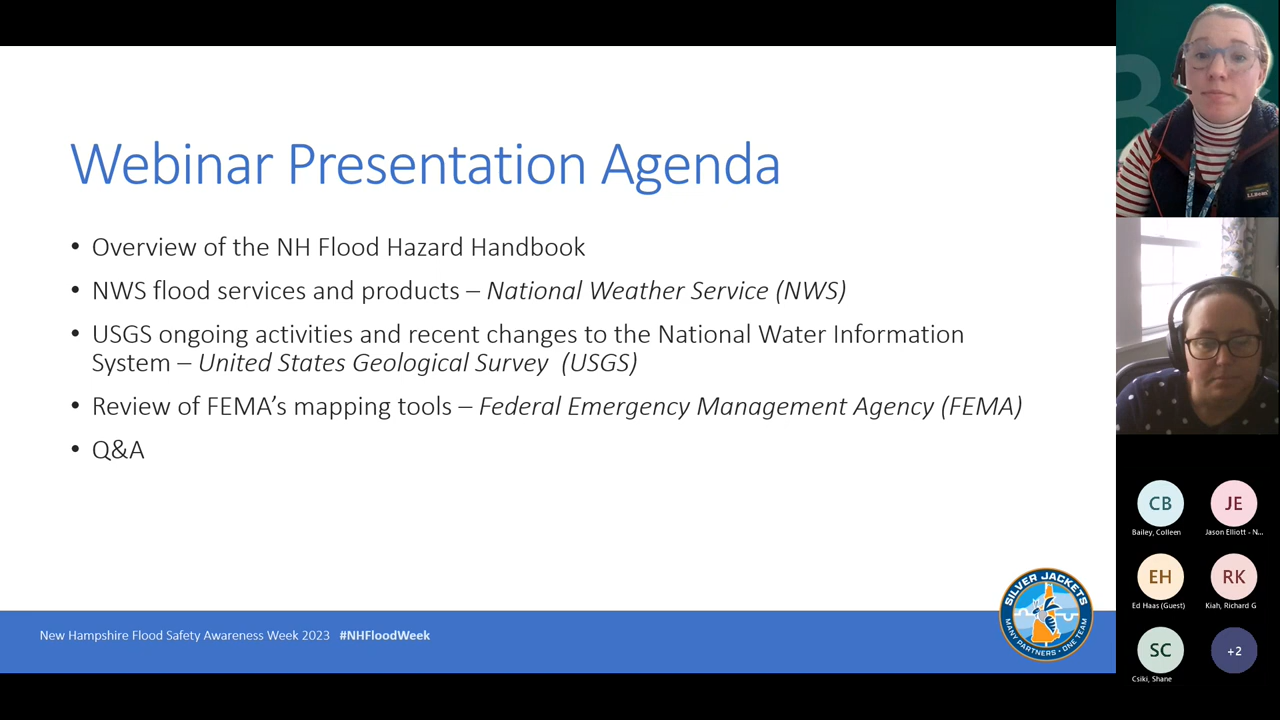 Webinar Presentation Agenda
• Overview of the NH Flood Hazard Handbook
• NWS flood services and products – National Weather Service (NWS)
• USGS ongoing activities and recent changes to the National Water Information
System – United States Geological Survey (USGS)
• Review of FEMA's mapping tools – Federal Emergency Management Agency (FEMA)
• Q&A
New Hampshire Flood Safety Awareness Week 2023 #NHFloodWeek
SILVER JACKETS
MANY PARTNERS • ONE TEAM
L.L.Bean
CB
Bailey, Colleen
JE
Jason Elliott - N...
EH
Ed Haas (Guest)
RK
Kiah, Richard G
SC
Csiki, Shane
+2